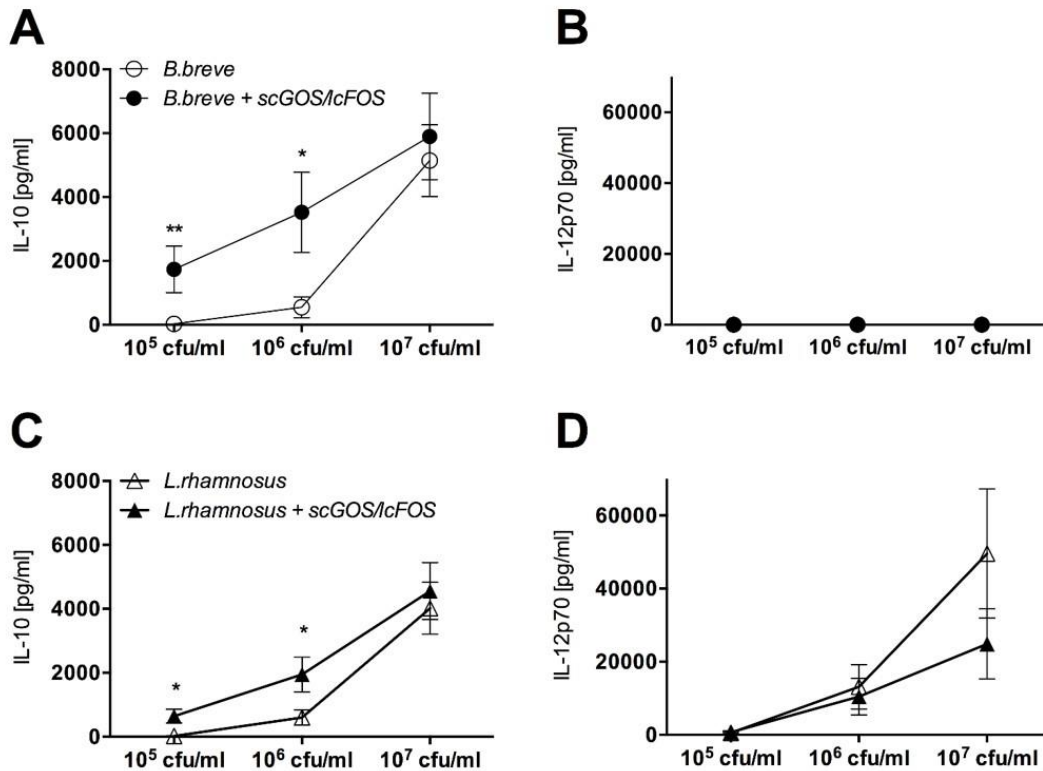 A
B.breve
B.breve + scGOS/lcFOS
IL-10 [pg/ml]
8000
6000
4000
2000
0
**
*
10⁵ cfu/ml 10⁶ cfu/ml 10⁷ cfu/ml
B
IL-12p70 [pg/ml]
60000
40000
20000
0
10⁵ cfu/ml 10⁶ cfu/ml 10⁷ cfu/ml
C
L.rhamnosus
L.rhamnosus + scGOS/lcFOS
IL-10 [pg/ml]
8000
6000
4000
2000
0
*
*
10⁵ cfu/ml 10⁶ cfu/ml 10⁷ cfu/ml
D
IL-12p70 [pg/ml]
60000
40000
20000
0
10⁵ cfu/ml 10⁶ cfu/ml 10⁷ cfu/ml